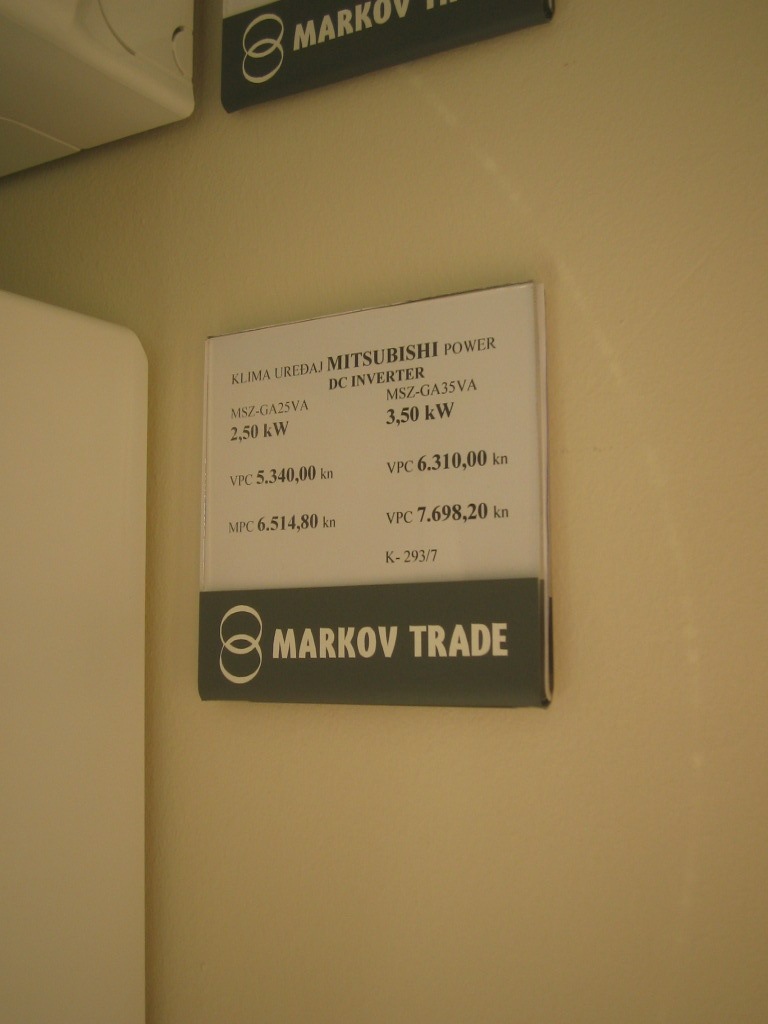 MARKOV
KLIMA UREĐAJ MITSUBISHI POWER
DC INVERTER
MSZ-GA25VA MSZ-GA35VA
2,50 kW 3,50 kW
VPC 5.340,00 kn VPC 6.310,00 kn
MPC 6.514,80 kn VPC 7.698,20 kn
K- 293/7
MARKOV TRADE